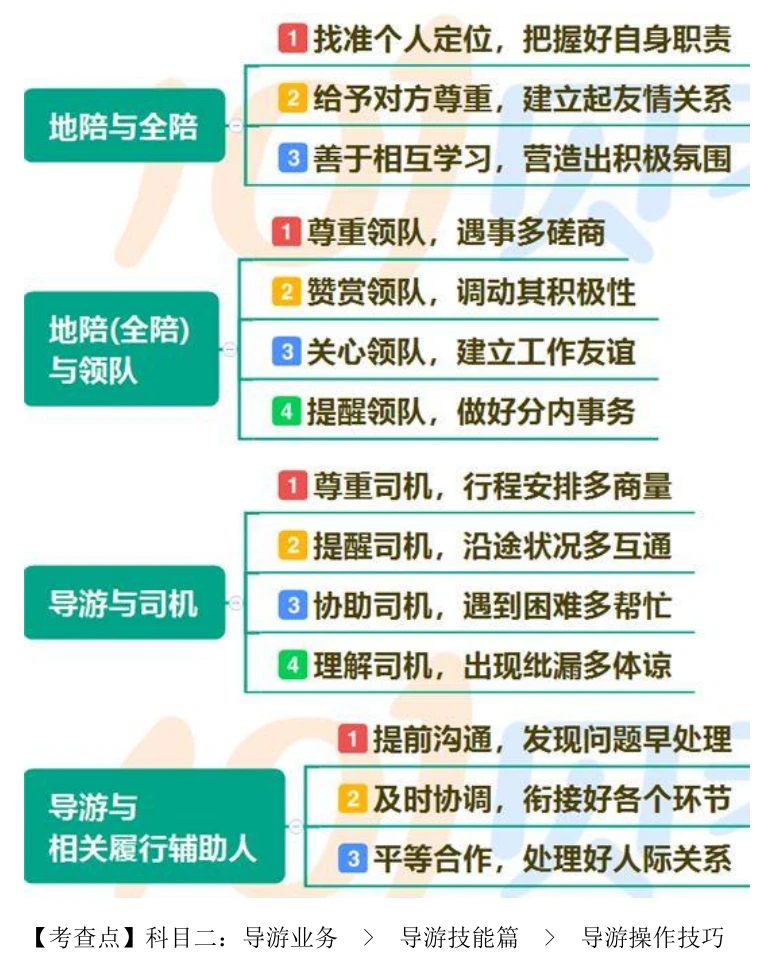 地陪与全陪
1 找准个人定位，把握好自身职责
2 给予对方尊重，建立起友情关系
3 善于相互学习，营造出积极氛围
地陪(全陪)
与领队
1 尊重领队，遇事多磋商
2 赞赏领队，调动其积极性
3 关心领队，建立工作友谊
4 提醒领队，做好分内事务
导游与司机
1 尊重司机，行程安排多商量
2 提醒司机，沿途状况多互通
3 协助司机，遇到困难多帮忙
4 理解司机，出现纰漏多体谅
导游与
相关履行辅助人
1 提前沟通，发现问题早处理
2 及时协调，衔接好各个环节
3 平等合作，处理好人际关系
【考查点】科目二：导游业务 > 导游技能篇 > 导游操作技巧